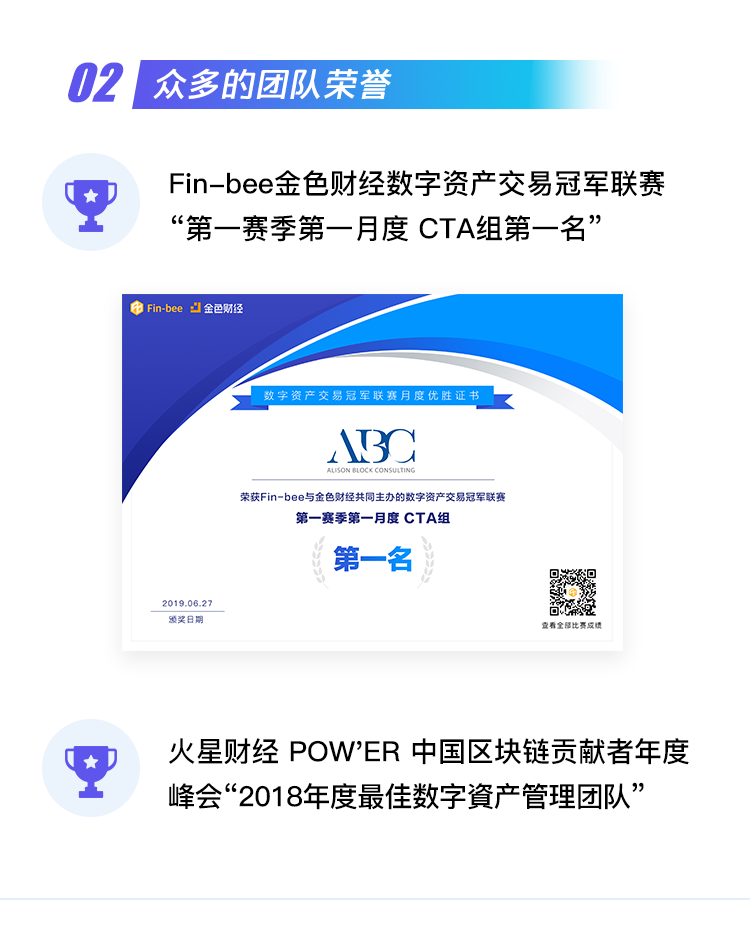 02 众多的团队荣誉
Fin-bee金色财经数字资产交易冠军联赛
“第一赛季第一月度 CTA组第一名”
Fin-bee 金色财经
数字资产交易冠军联赛月度优胜证书
ABC
ALISON BLOCK CONSULTING
荣获Fin-bee与金色财经共同主办的数字资产交易冠军联赛
第一赛季第一月度 CTA组
第一名
2019.06.27
颁奖日期
查看全部比赛成绩
火星财经 POW’ER 中国区块链贡献者年度
峰会“2018年度最佳数字資产管理团队”